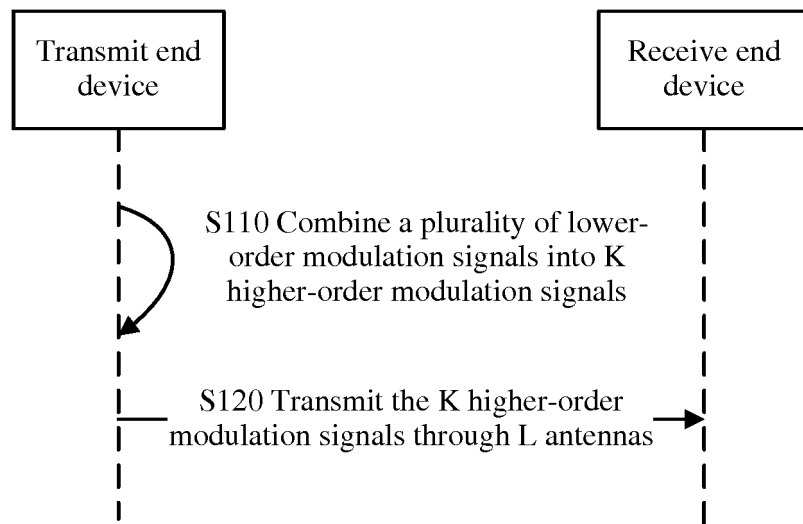 Transmit end
device
Receive end
device
S110 Combine a plurality of lower-
order modulation signals into K
higher-order modulation signals
S120 Transmit the K higher-order
modulation signals through L antennas